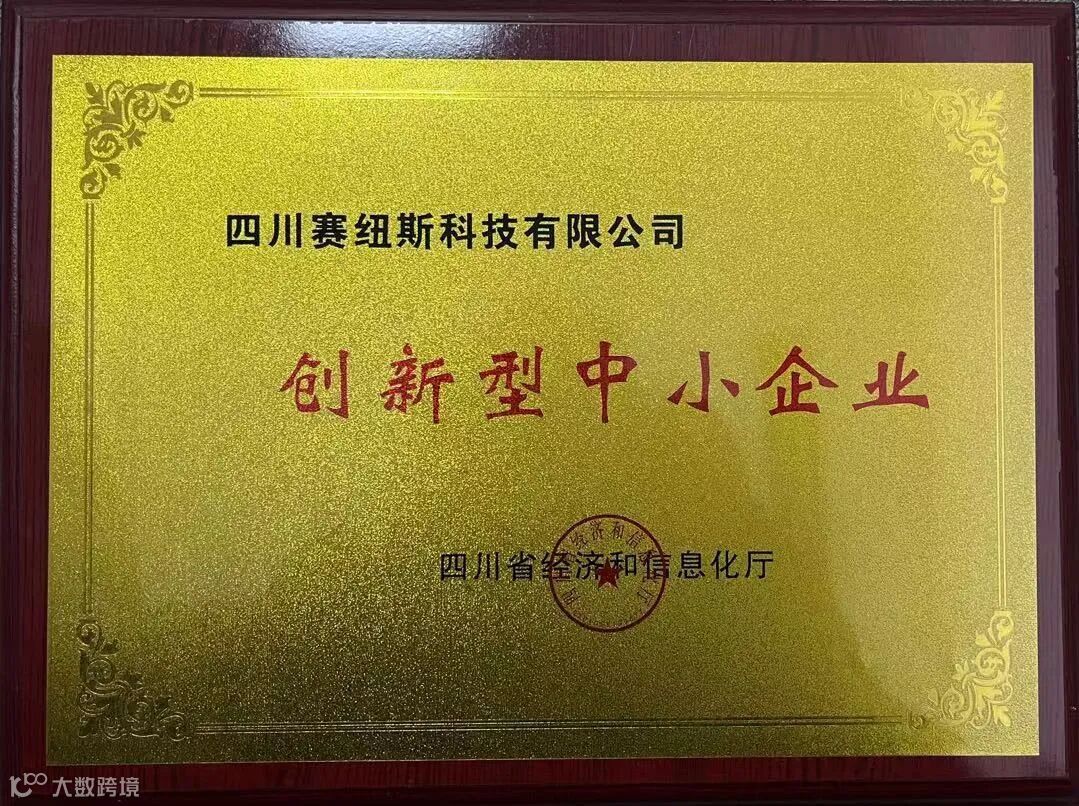 四川赛纽斯科技有限公司
创新型中小企业
四川省经济和信息化厅
大数跨境